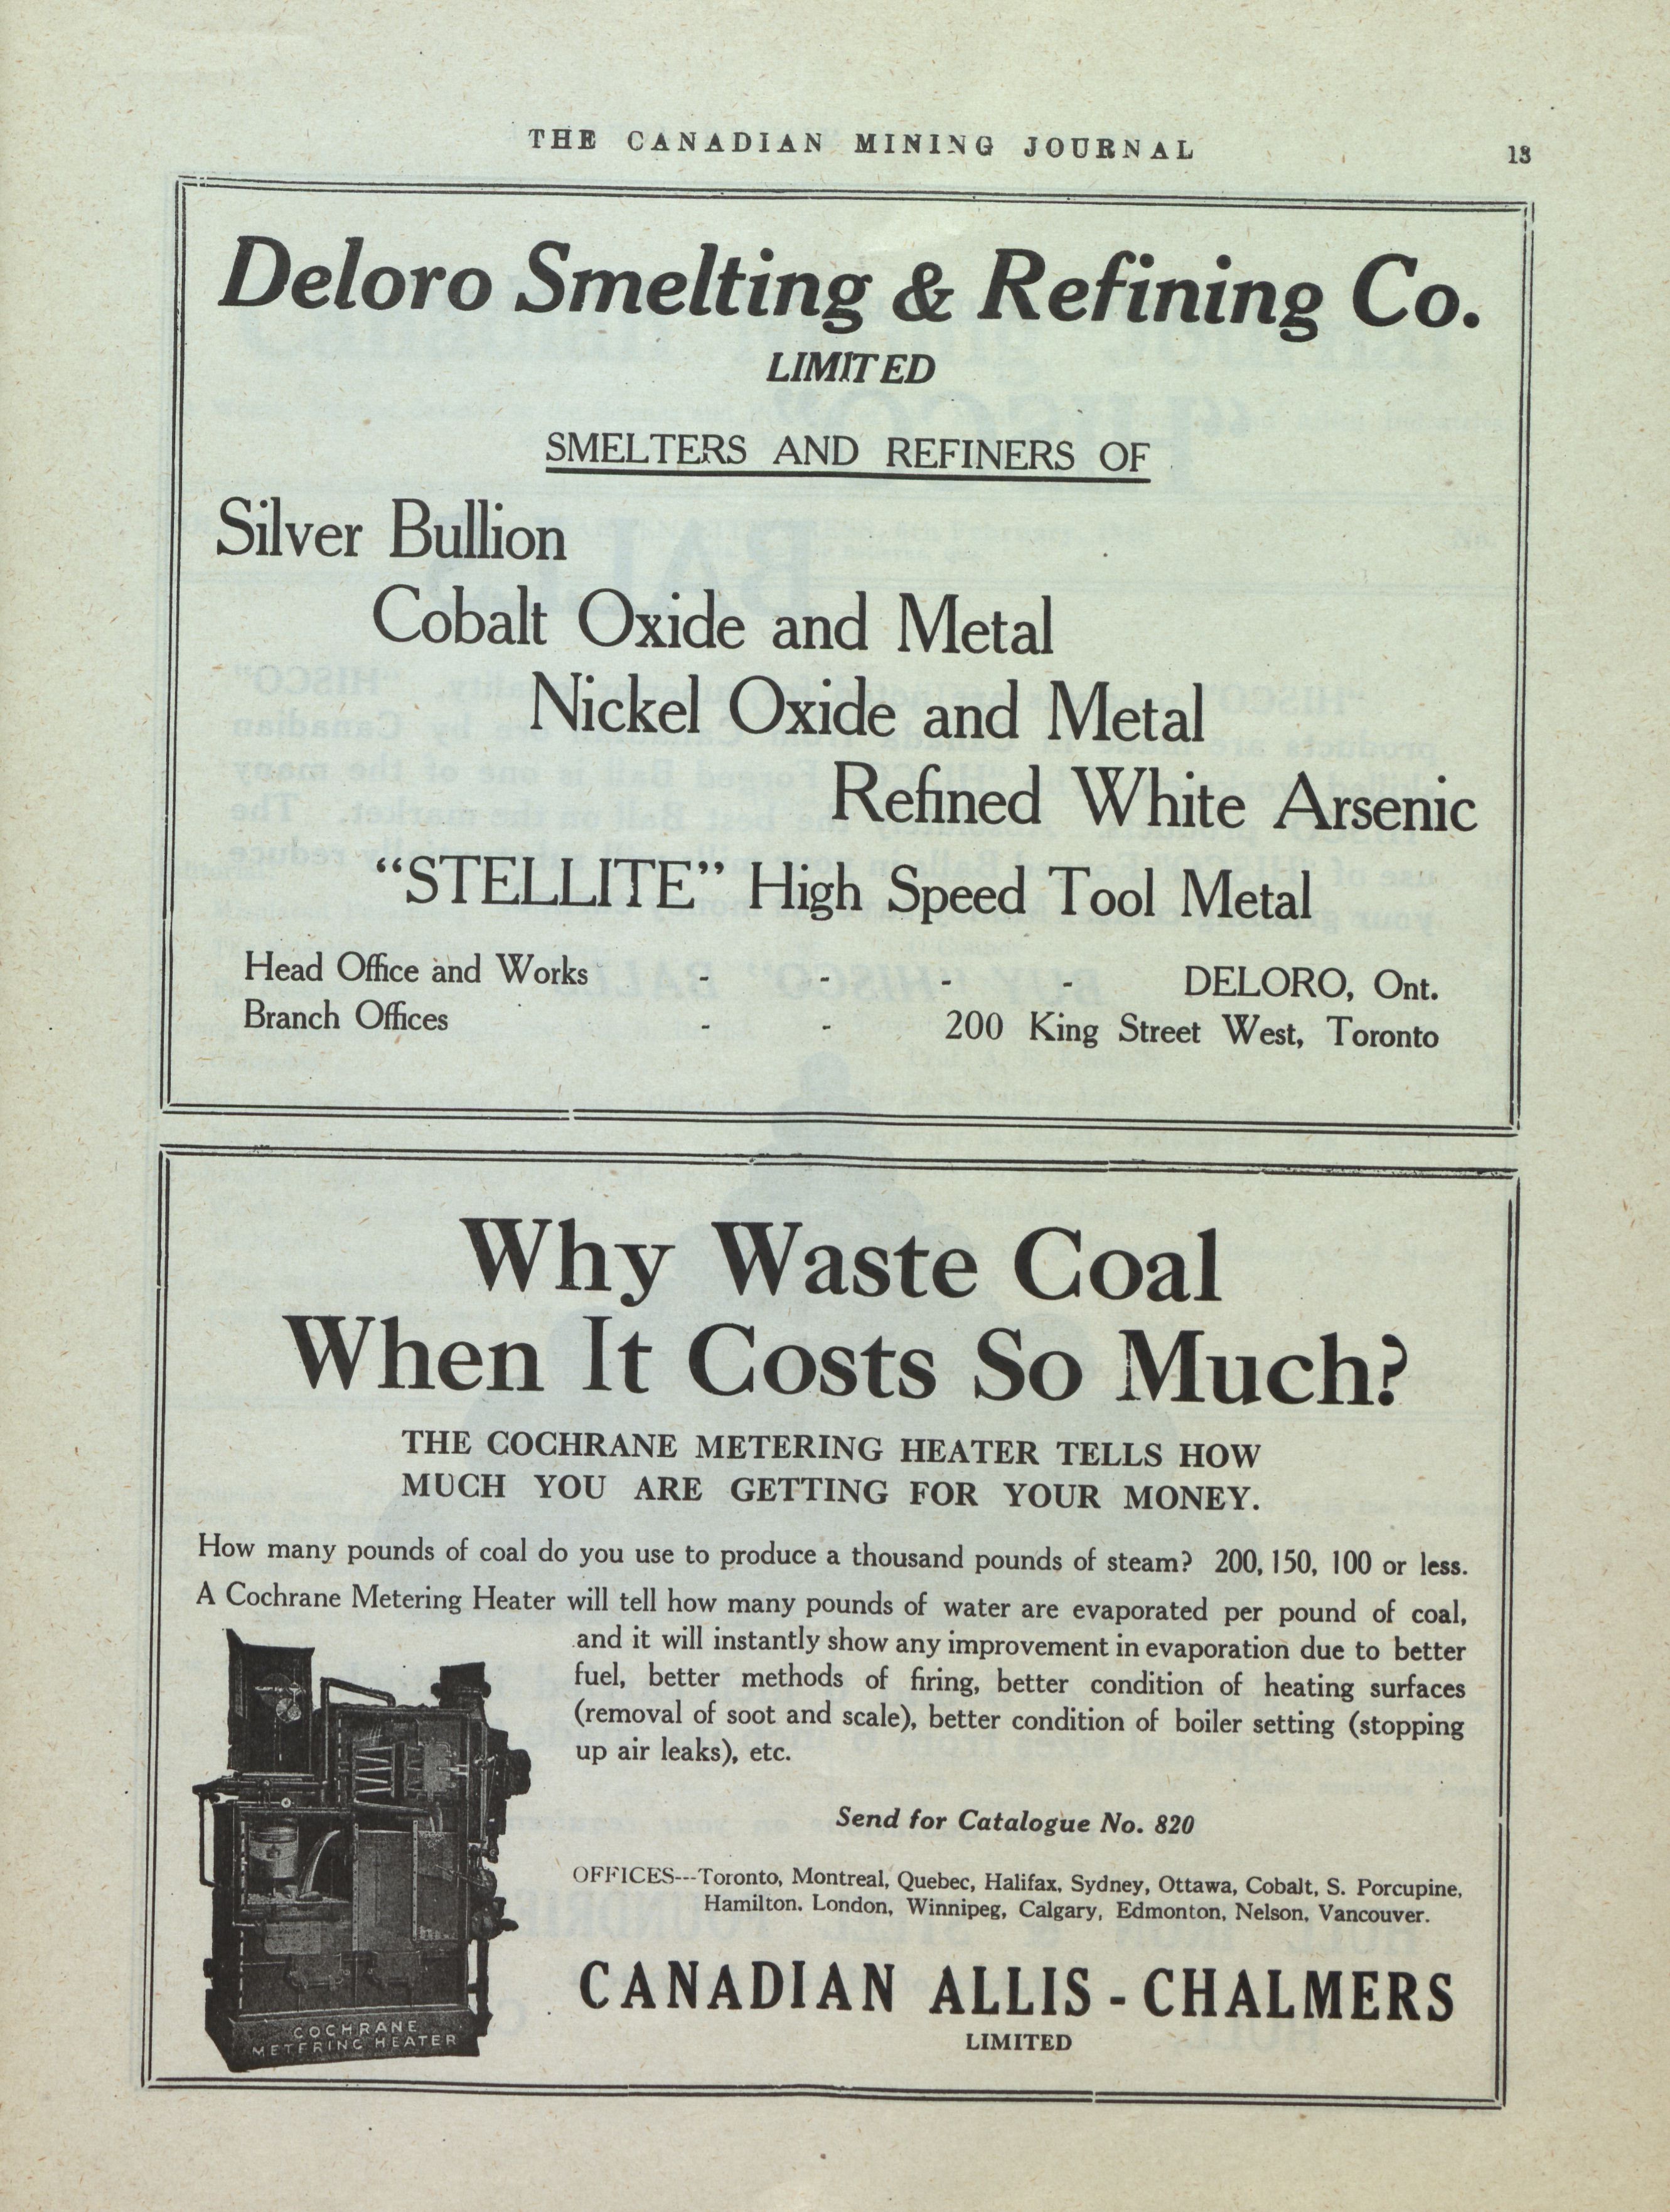 THE CANADIAN MINING JOURNAL 13
Deloro Smelting & Refining Co.
LIMITED
SMELTERS AND REFINERS OF
Silver Bullion
Cobalt Oxide and Metal
Nickel Oxide and Metal
Refined White Arsenic
“STELLITE” High Speed Tool Metal
Head Office and Works - - - - DELORO, Ont.
Branch Offices - - 200 King Street West, Toronto
Why Waste Coal
When It Costs So Much?
THE COCHRANE METERING HEATER TELLS HOW
MUCH YOU ARE GETTING FOR YOUR MONEY.
How many pounds of coal do you use to produce a thousand pounds of steam? 200, 150, 100 or less.
A Cochrane Metering Heater will tell how many pounds of water are evaporated per pound of coal,
and it will instantly show any improvement in evaporation due to better
fuel, better methods of firing, better condition of heating surfaces
(removal of soot and scale), better condition of boiler setting (stopping
up air leaks), etc.
Send for Catalogue No. 820
OFFICES---Toronto, Montreal, Quebec, Halifax, Sydney, Ottawa, Cobalt, S. Porcupine,
Hamilton. London, Winnipeg, Calgary, Edmonton, Nelson, Vancouver.
CANADIAN ALLIS-CHALMERS
LIMITED
COCHRANE
METERING HEATER